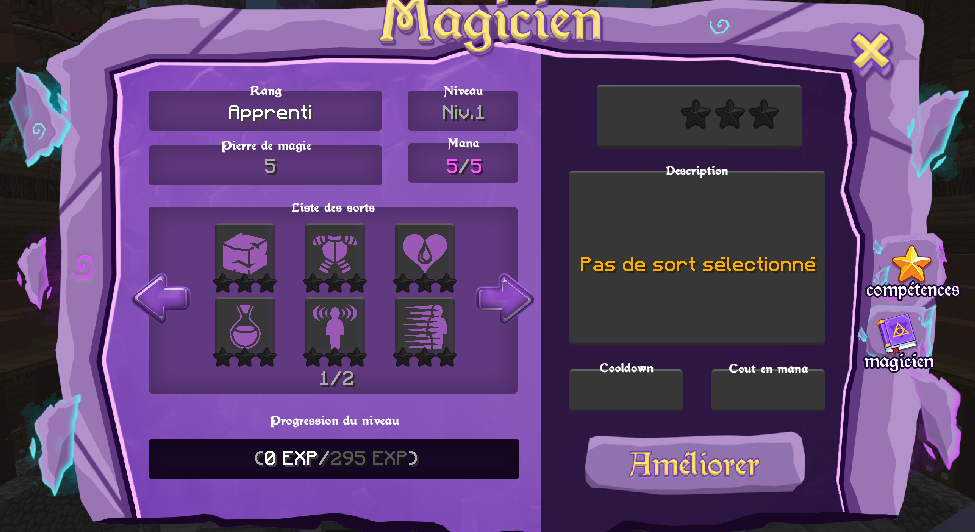 Magicien
Rang
Apprenti
Niveau
Niv.1
Pierre de magie
5
Mana
5/5
Liste des sorts
1/2
Progression du niveau
(0 EXP/295 EXP)
Description
Pas de sort sélectionné
Cooldown
Cout en mana
Améliorer
compétences
magicien